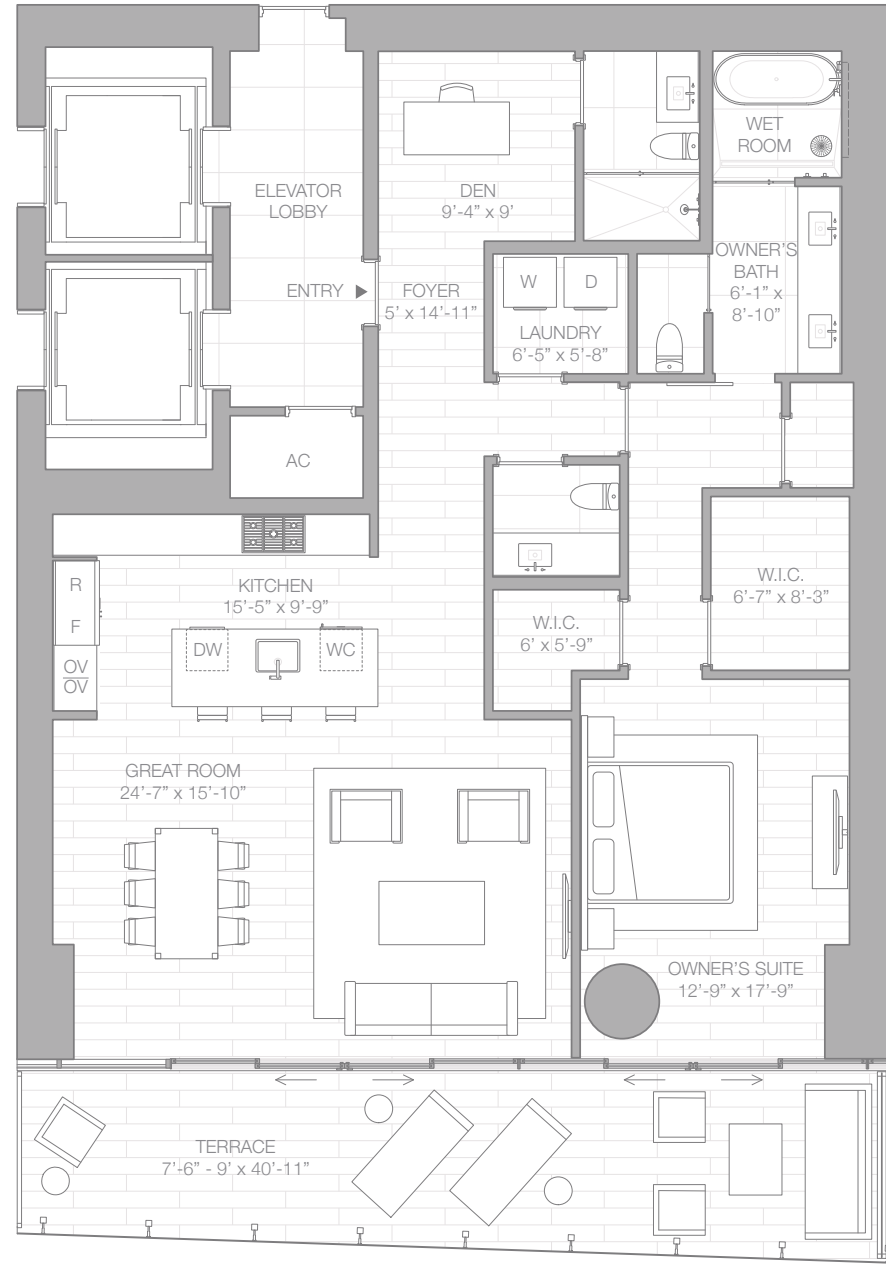 WET
ROOM
ELEVATOR
LOBBY
DEN
9'-4" x 9'
OWNER'S
BATH
6'-1" x
8'-10"
ENTRY ▶
FOYER
5' x 14'-11"
W
D
LAUNDRY
6'-5" x 5'-8"
AC
R
F
KITCHEN
15'-5" x 9'-9"
W.I.C.
6'-7" x 8'-3"
W.I.C.
6' x 5'-9"
DW
WC
OV
OV
GREAT ROOM
24'-7" x 15'-10"
OWNER'S SUITE
12'-9" x 17'-9"
TERRACE
7'-6" - 9' x 40'-11"